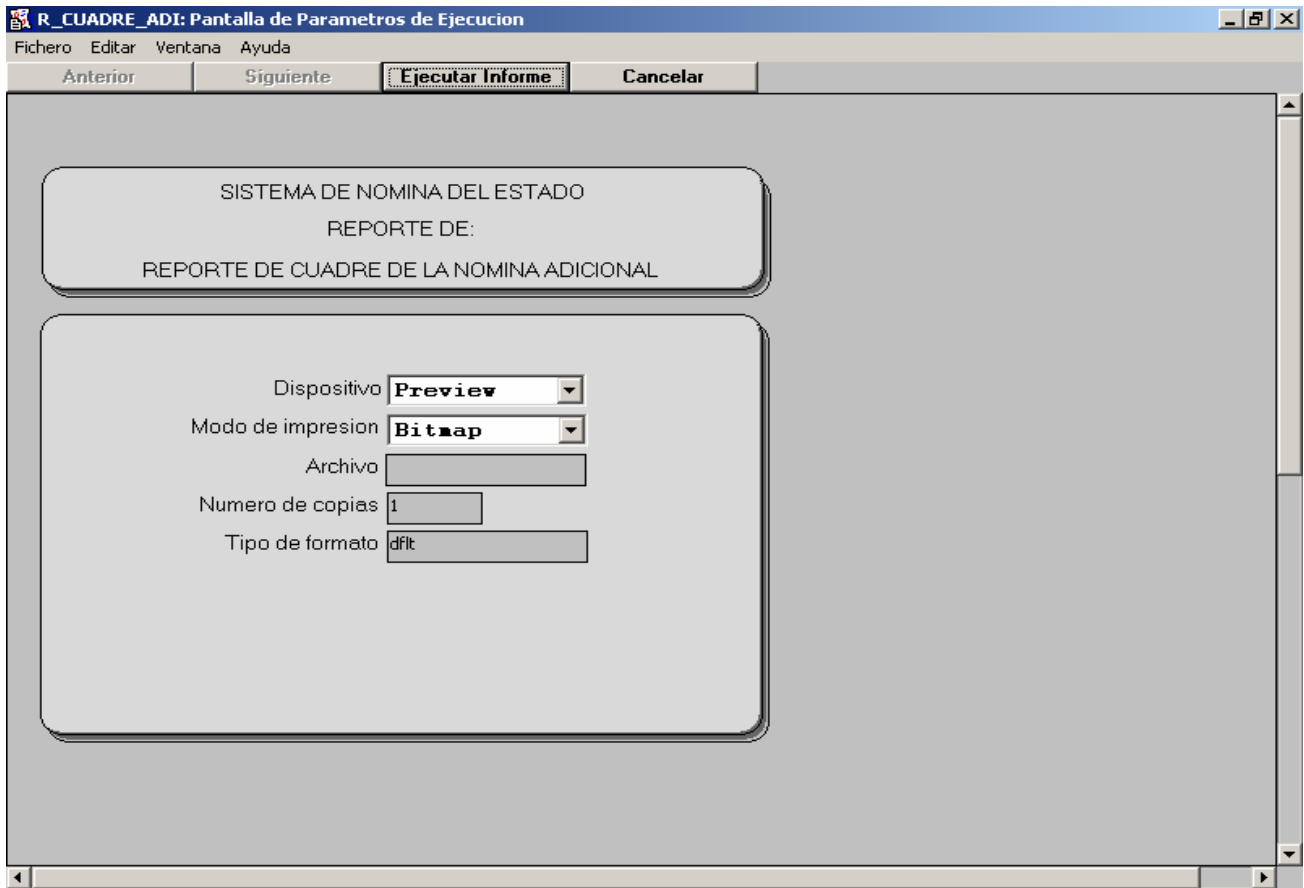 R_CUADRE_ADI: Pantalla de Parametros de Ejecucion
Fichero Editar Ventana Ayuda
Anterior Siguiente Ejecutar Informe Cancelar
SISTEMA DE NOMINA DEL ESTADO
REPORTE DE:
REPORTE DE CUADRE DE LA NOMINA ADICIONAL
Dispositivo Preview
Modo de impresion Bitmap
Archivo
Numero de copias 1
Tipo de formato dflt